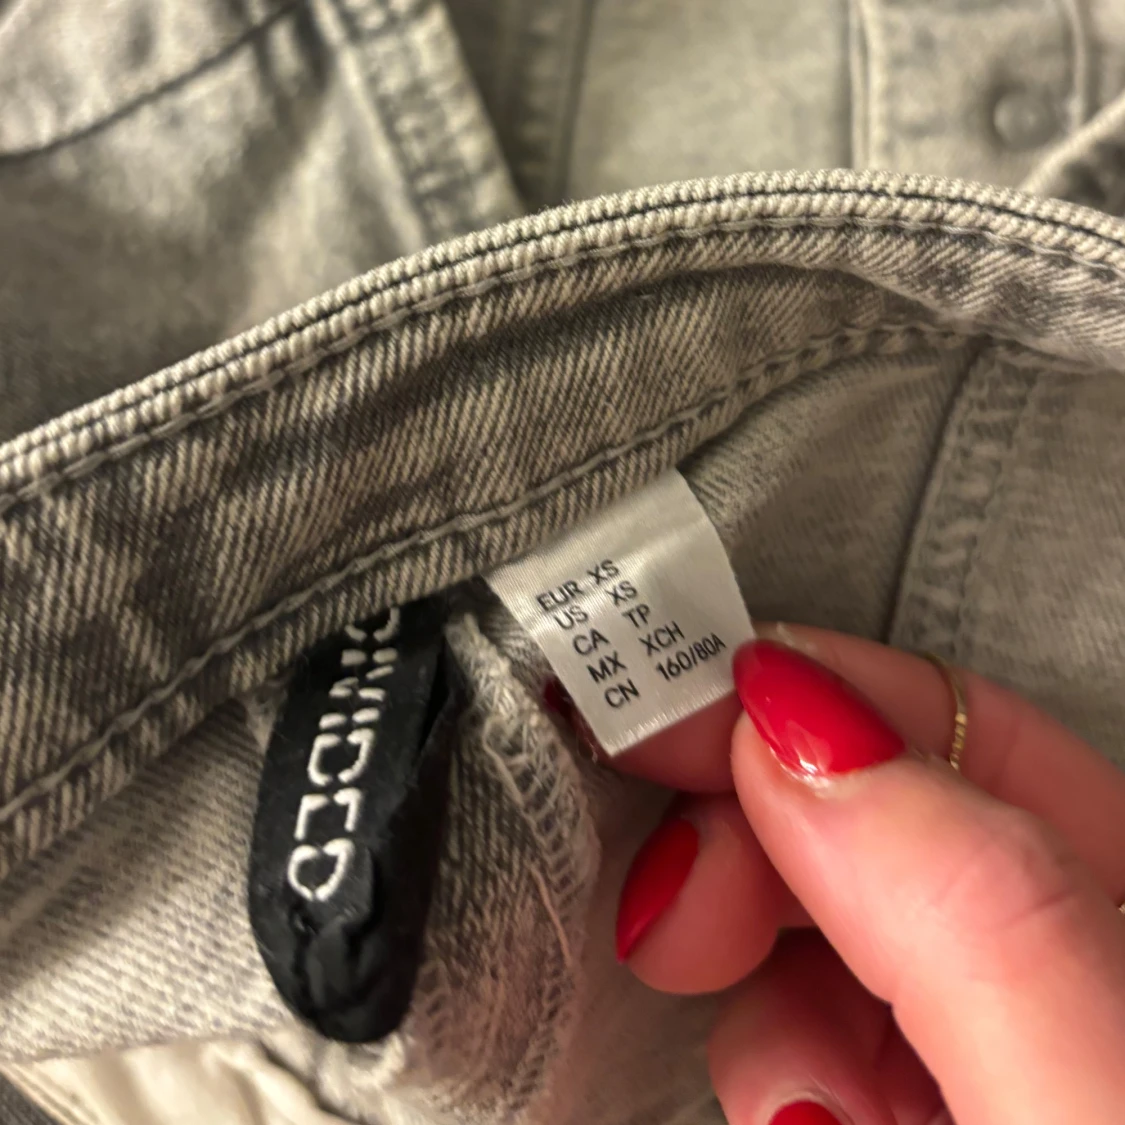 EUR XS
US XS
CA TP
MX XCH
CN 160/80A